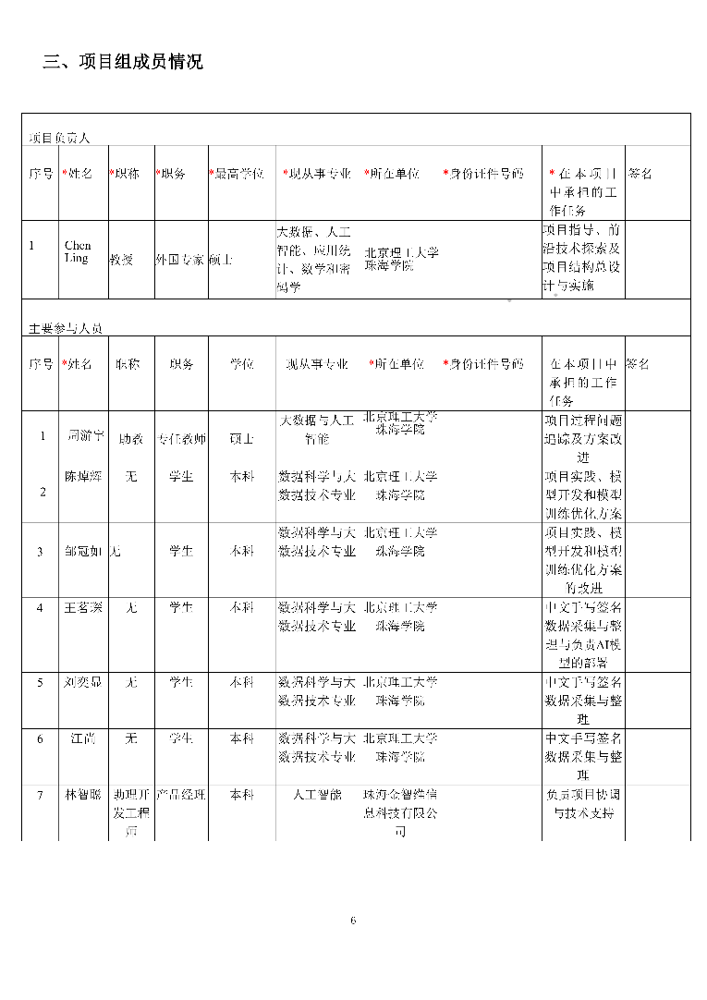 三、项目组成员情况
项目负责人
序号 *姓名 *职称 *职务 *最高学位 *现从事专业 *所在单位 *身份证件号码 *在本项目中承担的工作任务 签名
1 Chen Ling 教授 外国专家 硕士 大数据、人工智能、应用统计、数学和密码学 北京理工大学珠海学院 项目指导、前沿技术探索及项目结构总设计与实施
主要参与人员
序号 *姓名 职称 职务 学位 现从事专业 *所在单位 *身份证件号码 在本项目中承担的工作任务 签名
1 周游宇 助教 专任教师 硕士 大数据与人工智能 北京理工大学珠海学院 项目过程问题追踪及方案改进
2 陈焯辉 无 学生 本科 数据科学与大数据技术专业 北京理工大学珠海学院 项目实践、模型开发和模型训练优化方案
3 邹冠如 无 学生 本科 数据科学与大数据技术专业 北京理工大学珠海学院 项目实践、模型开发和模型训练优化方案的改进
4 王茗琛 无 学生 本科 数据科学与大数据技术专业 北京理工大学珠海学院 中文手写签名数据采集与整理与负责AI模型的部署
5 刘奕显 无 学生 本科 数据科学与大数据技术专业 北京理工大学珠海学院 中文手写签名数据采集与整理
6 江尚 无 学生 本科 数据科学与大数据技术专业 北京理工大学珠海学院 中文手写签名数据采集与整理
7 林智聪 助理开发工程师 产品经理 本科 人工智能 珠海金智维信息科技有限公司 负责项目协调与技术支持
6